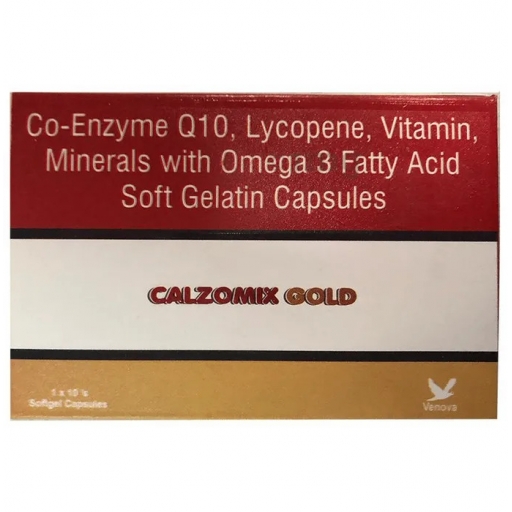 Co-Enzyme Q10, Lycopene, Vitamin,
Minerals with Omega 3 Fatty Acid
Soft Gelatin Capsules
CALZOMIX GOLD
1 x 10 's
Softgel Capsules
Venova